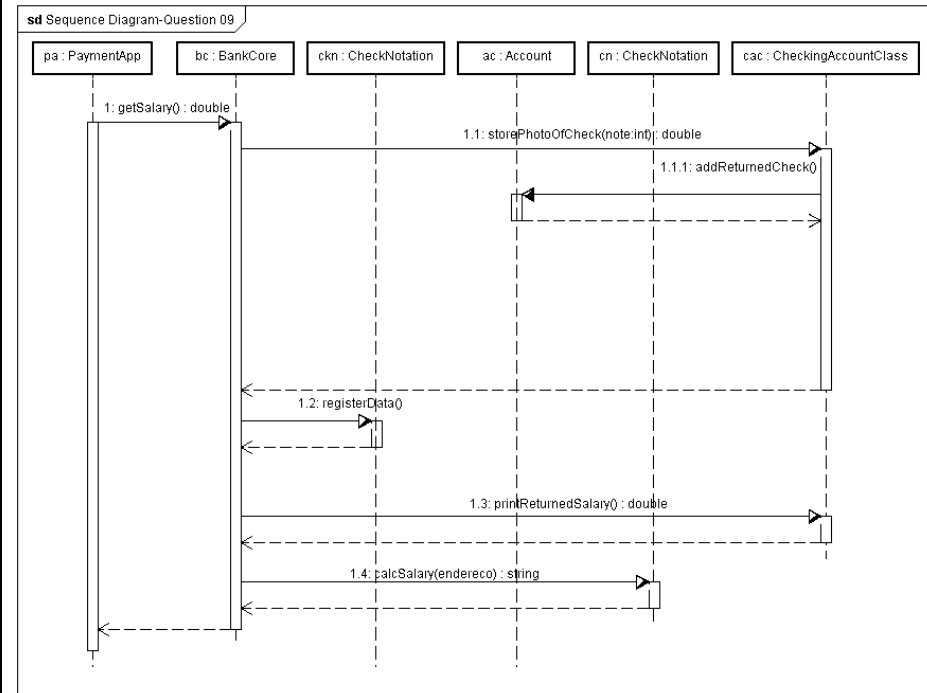 sd Sequence Diagram-Question 09
pa : PaymentApp
bc : BankCore
ckn : CheckNotation
ac : Account
cn : CheckNotation
cac : CheckingAccountClass
1: getSalary() : double
1.1: storePhotoOfCheck(note:int) : double
1.1.1: addReturnedCheck()
1.2: registerData()
1.3: printReturnedSalary() : double
1.4: calcSalary(endereco) : string